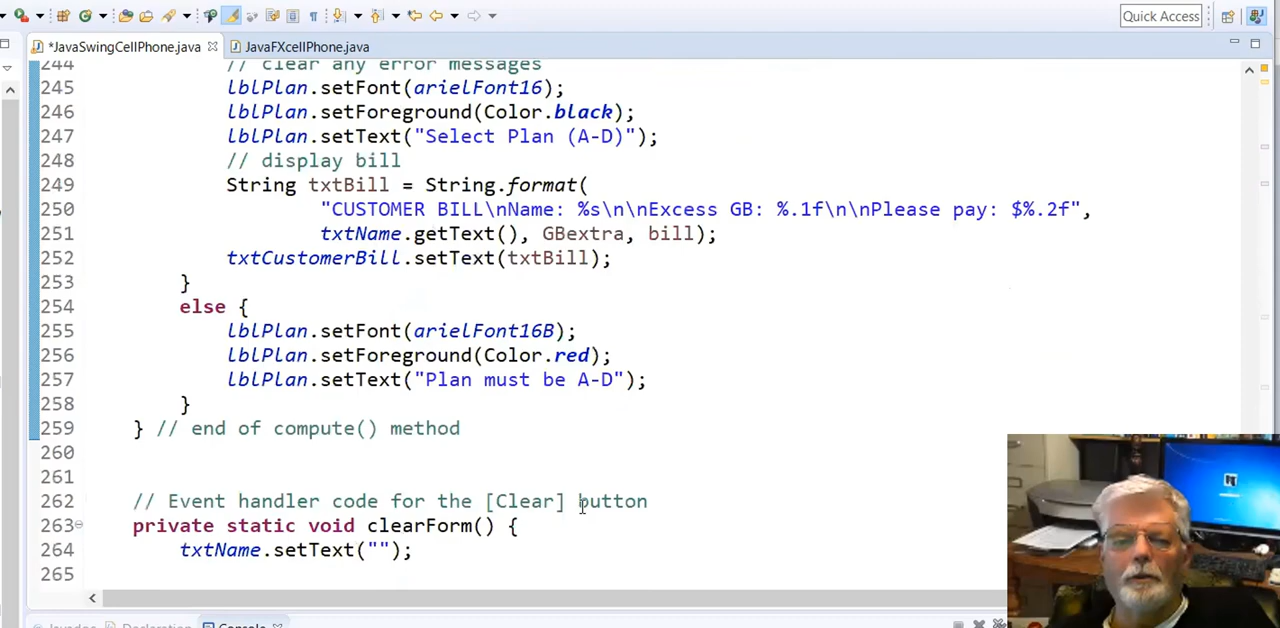 Quick Access
*JavaSwingCellPhone.java
JavaFXcellPhone.java
244 // clear any error messages
245 lblPlan.setFont(arielFont16);
246 lblPlan.setForeground(Color.black);
247 lblPlan.setText("Select Plan (A-D)");
248 // display bill
249 String txtBill = String.format(
250 "CUSTOMER BILL\nName: %s\n\nExcess GB: %.1f\n\nPlease pay: $%.2f",
251 txtName.getText(), GBextra, bill);
252 txtCustomerBill.setText(txtBill);
253 }
254 else {
255 lblPlan.setFont(arielFont16B);
256 lblPlan.setForeground(Color.red);
257 lblPlan.setText("Plan must be A-D");
258 }
259 } // end of compute() method
260
261
262 // Event handler code for the [Clear] button
263 private static void clearForm() {
264 txtName.setText("");
265
Javadoc Declaration Console